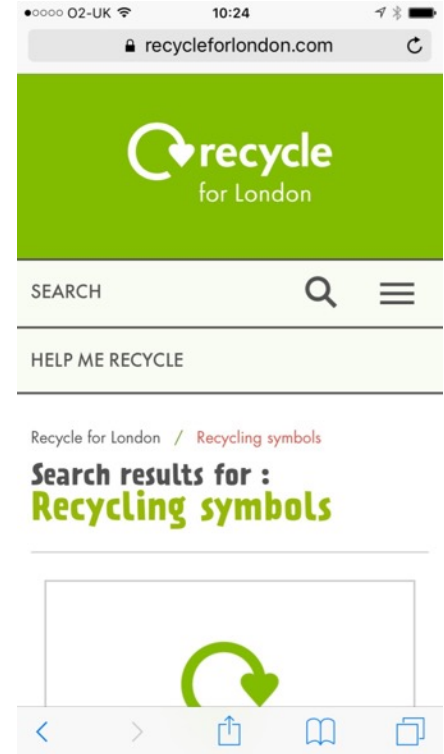 O2-UK 10:24
recycleforlondon.com
recycle
for London
SEARCH
HELP ME RECYCLE
Recycle for London / Recycling symbols
Search results for :
Recycling symbols